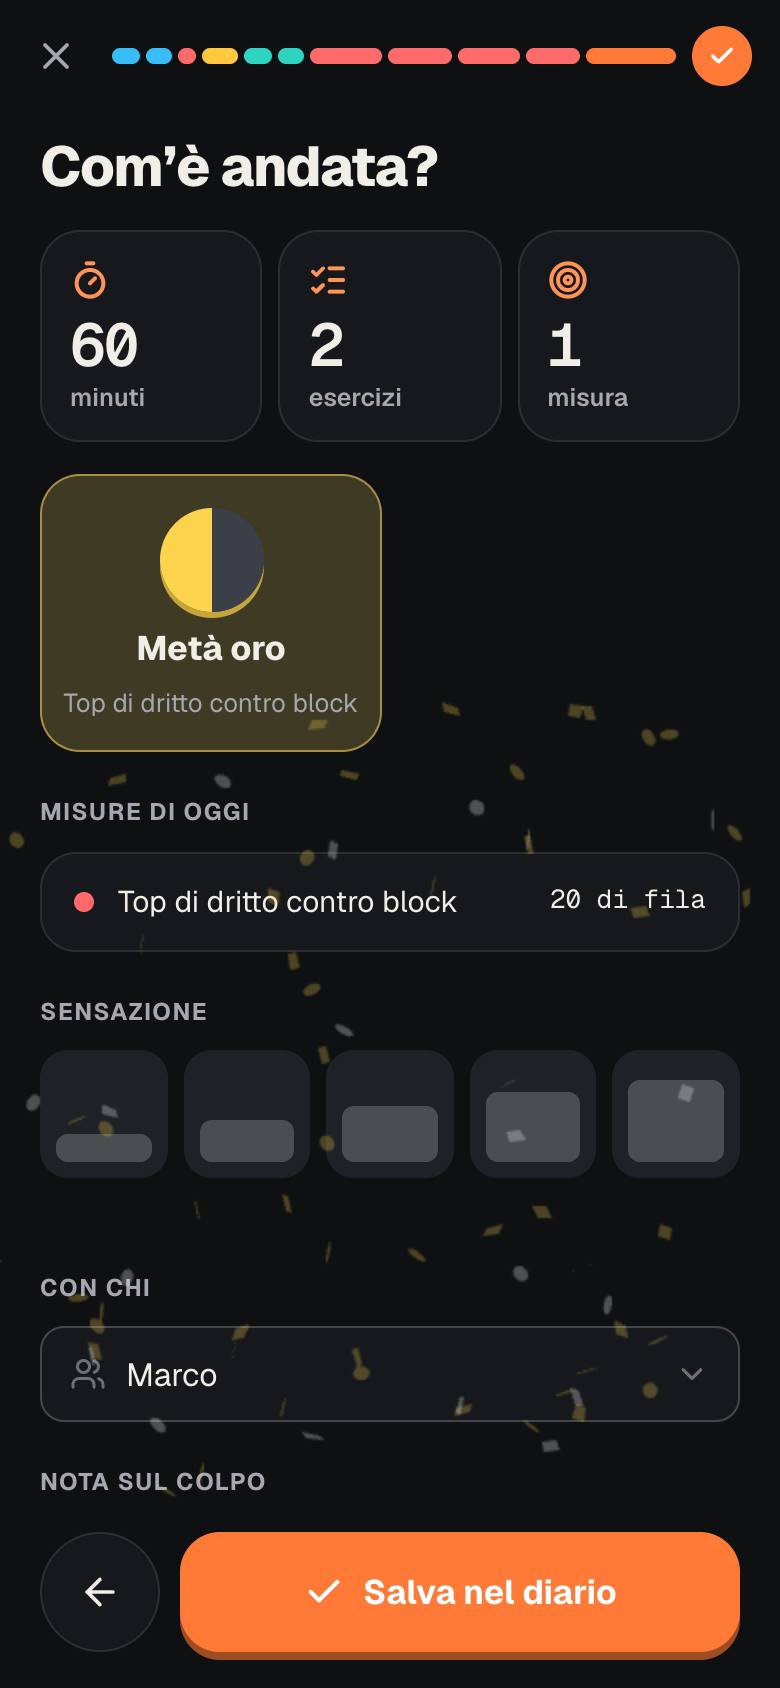 Com’è andata?
60
minuti
2
esercizi
1
misura
Metà oro
Top di dritto contro block
MISURE DI OGGI
Top di dritto contro block
20 di fila
SENSAZIONE
CON CHI
Marco
NOTA SUL COLPO
Salva nel diario